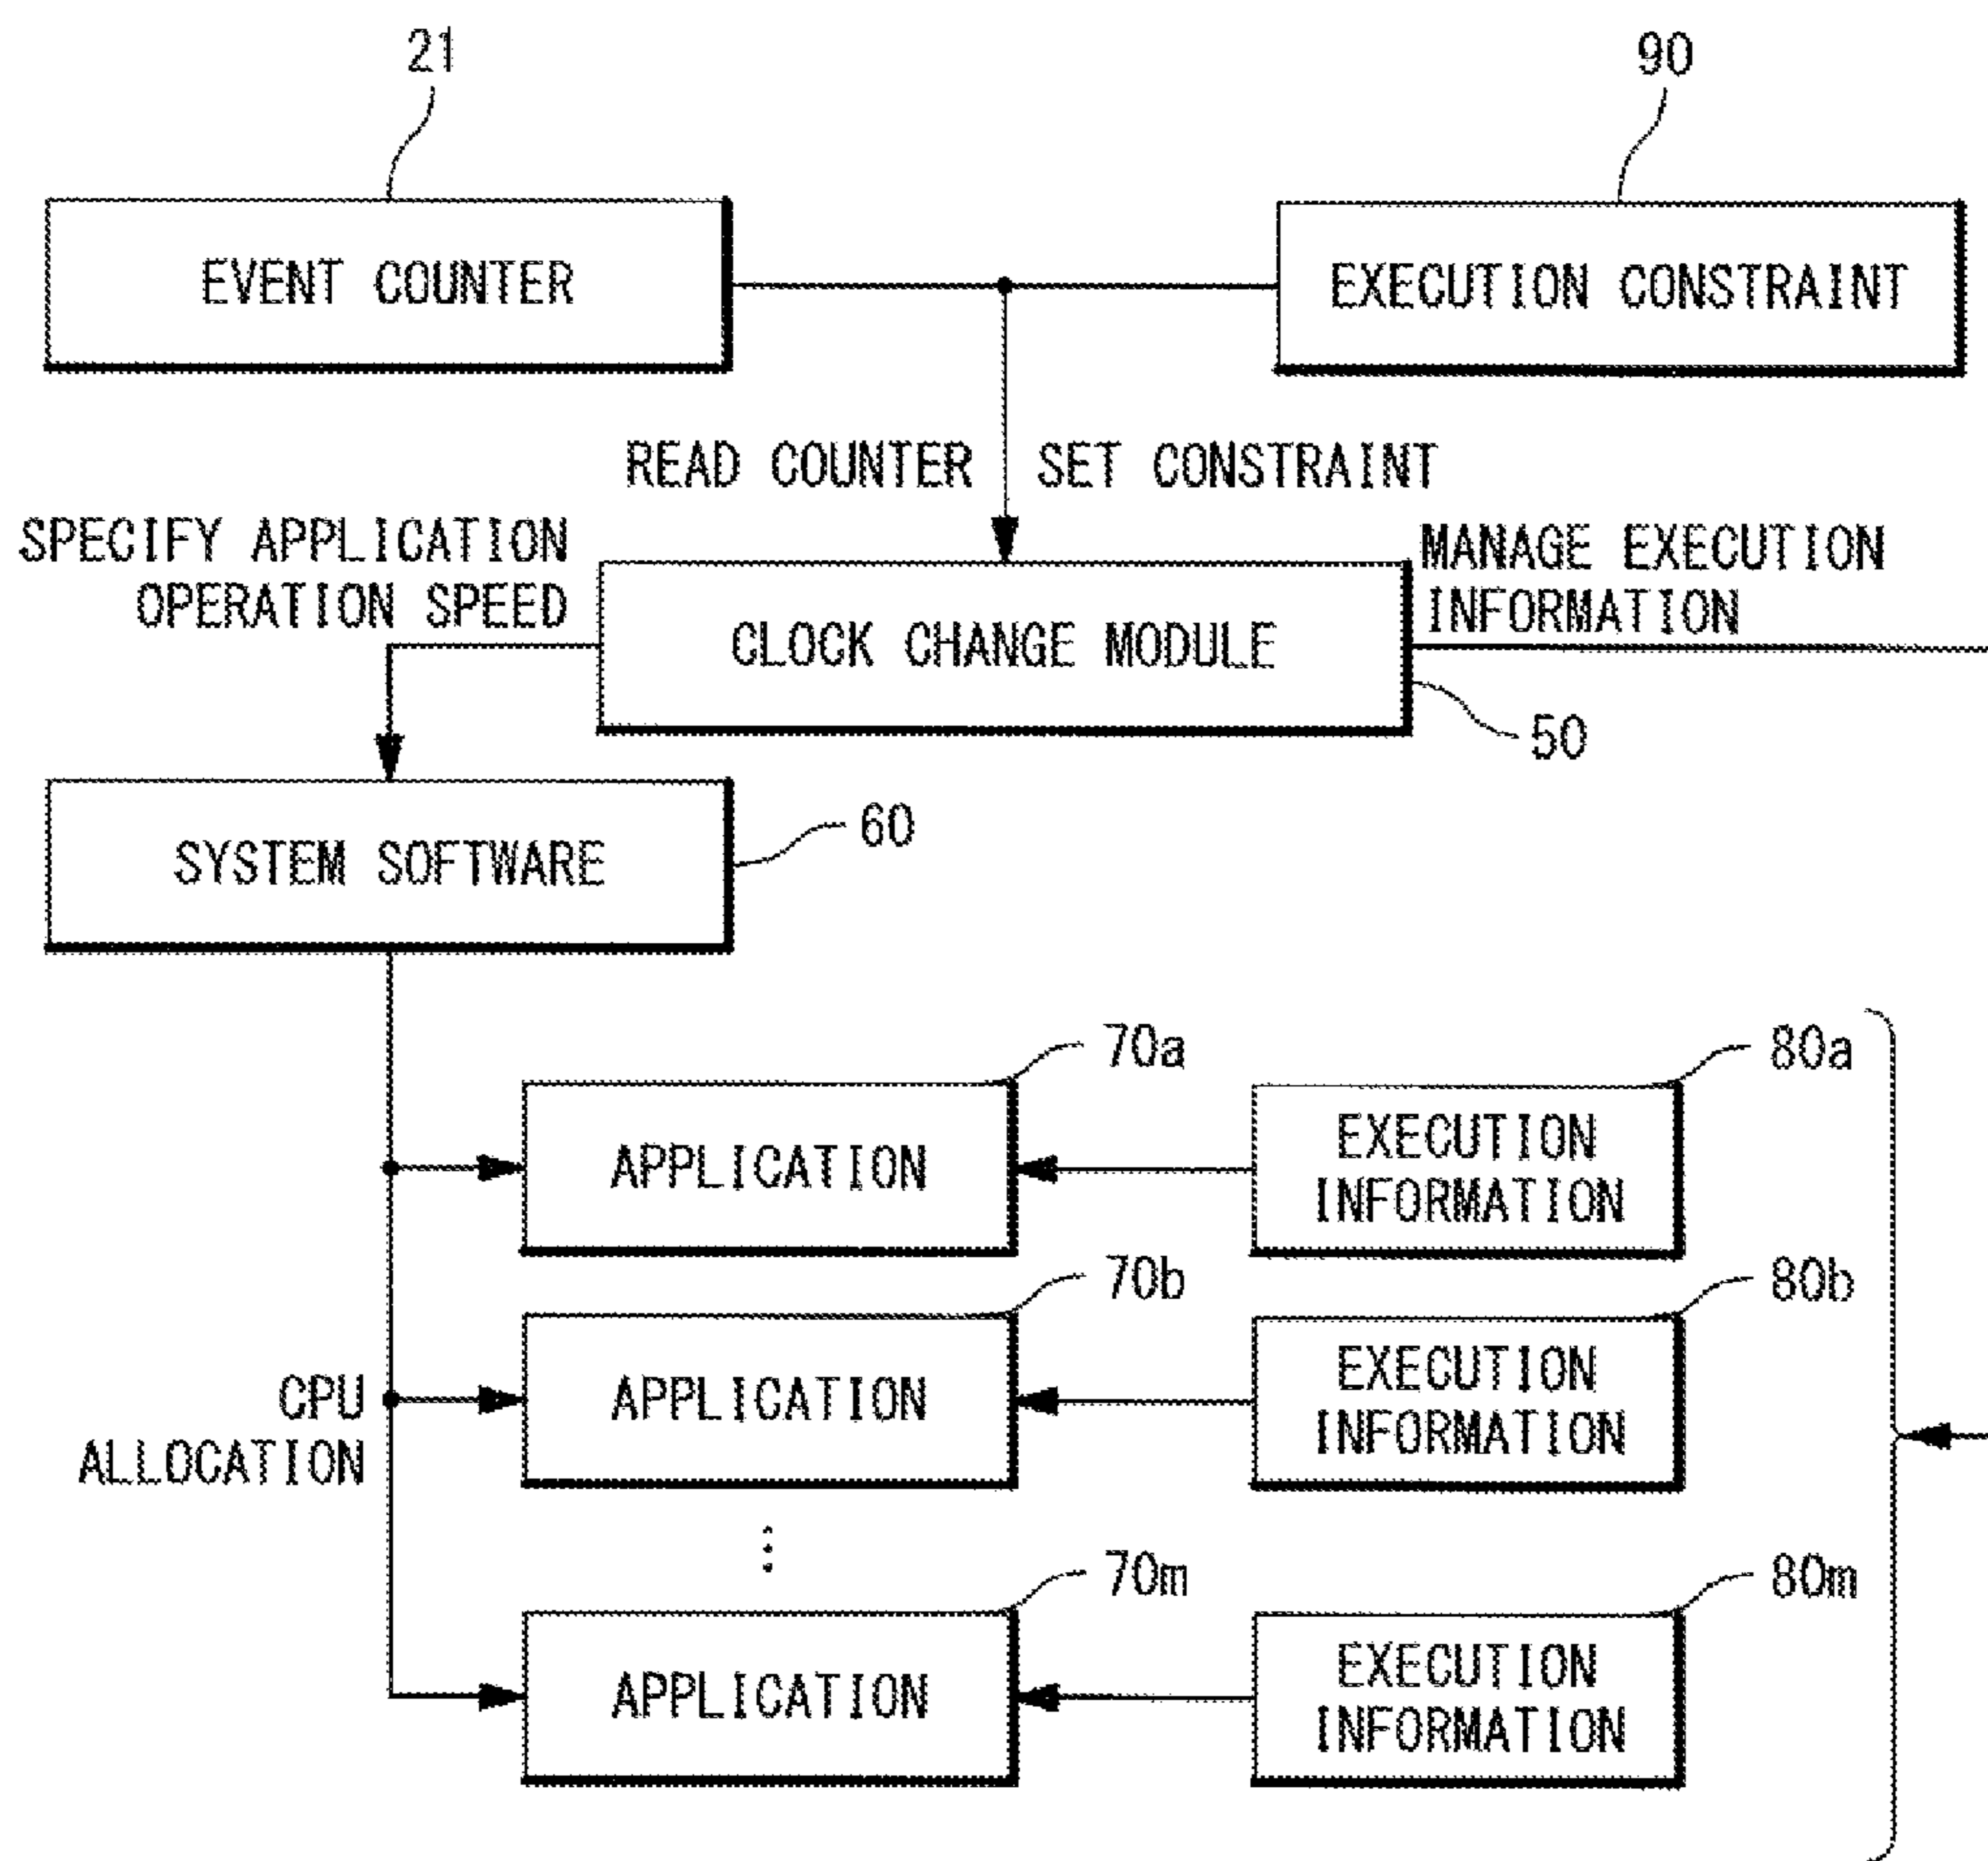 21
90
EVENT COUNTER
EXECUTION CONSTRAINT
READ COUNTER
SET CONSTRAINT
SPECIFY APPLICATION
OPERATION SPEED
MANAGE EXECUTION
INFORMATION
CLOCK CHANGE MODULE
50
SYSTEM SOFTWARE
60
70a
80a
APPLICATION
EXECUTION
INFORMATION
70b
80b
CPU
ALLOCATION
APPLICATION
EXECUTION
INFORMATION
70m
80m
APPLICATION
EXECUTION
INFORMATION